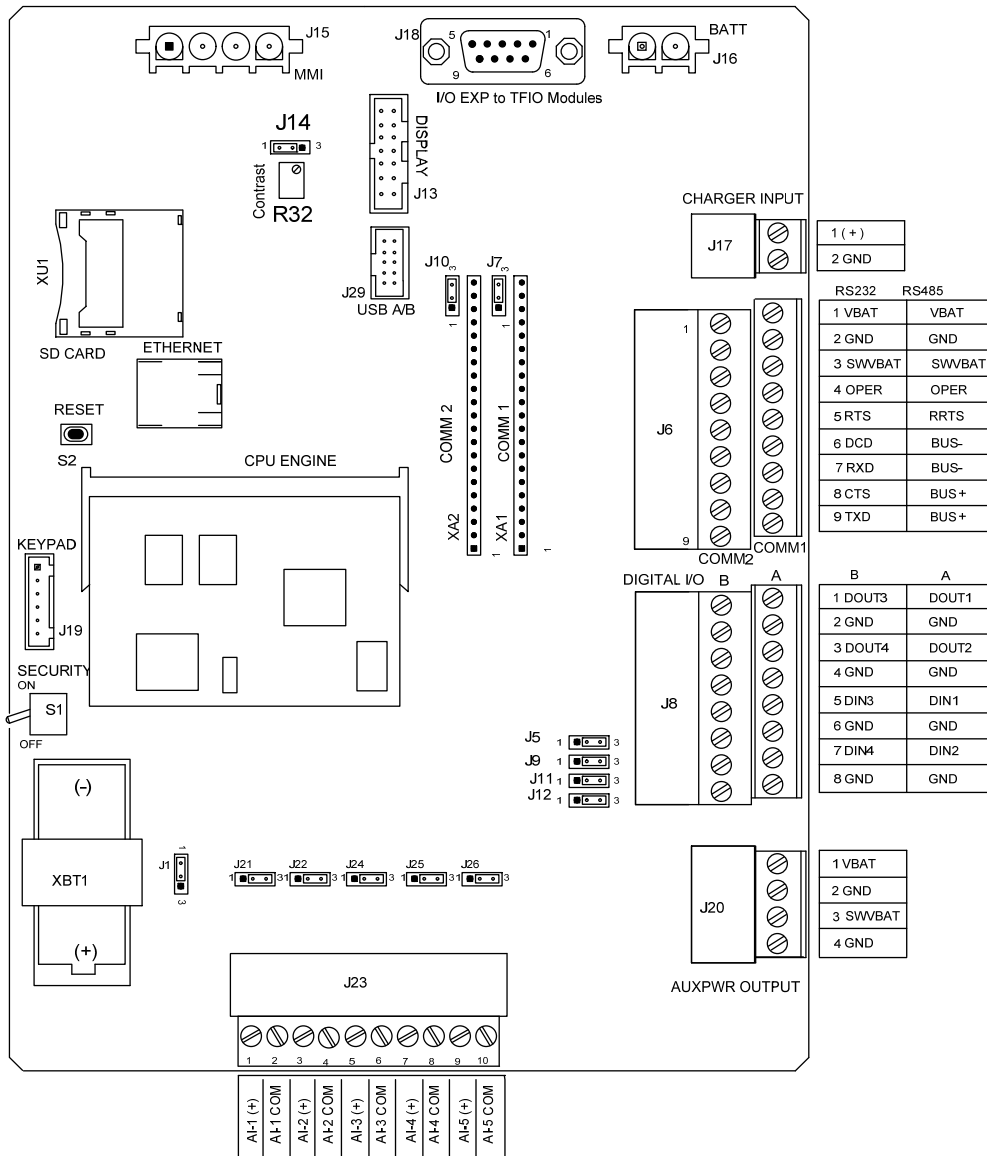 J15
MMI
J18
5
1
9
6
I/O EXP to TFIO Modules
BATT
J16
J14
1
3
Contrast
R32
DISPLAY
J13
CHARGER INPUT
J17
1 (+)
2 GND
XU1
SD CARD
J29
USB A/B
J10
3
1
J7
3
1
ETHERNET
RESET
S2
COMM 2
COMM 1
XA2
XA1
1
1
CPU ENGINE
RS232 RS485
1 VBAT VBAT
2 GND GND
3 SWVBAT SWVBAT
4 OPER OPER
5 RTS RRTS
6 DCD BUS-
7 RXD BUS-
8 CTS BUS+
9 TXD BUS+
1
J6
9
COMM2
COMM1
KEYPAD
J19
SECURITY
ON
S1
OFF
DIGITAL I/O B A
J8
B A
1 DOUT3 DOUT1
2 GND GND
3 DOUT4 DOUT2
4 GND GND
5 DIN3 DIN1
6 GND GND
7 DIN4 DIN2
8 GND GND
J5 1 3
J9 1 3
J11 1 3
J12 1 3
(-)
XBT1
(+)
J1
1
3
J21 J22 J24 J25 J26
1 3 1 3 1 3 1 3 1 3
J20
1 VBAT
2 GND
3 SWVBAT
4 GND
AUXPWR OUTPUT
J23
1 2 3 4 5 6 7 8 9 10
AI-1 (+)
AI-1 COM
AI-2 (+)
AI-2 COM
AI-3 (+)
AI-3 COM
AI-4 (+)
AI-4 COM
AI-5 (+)
AI-5 COM